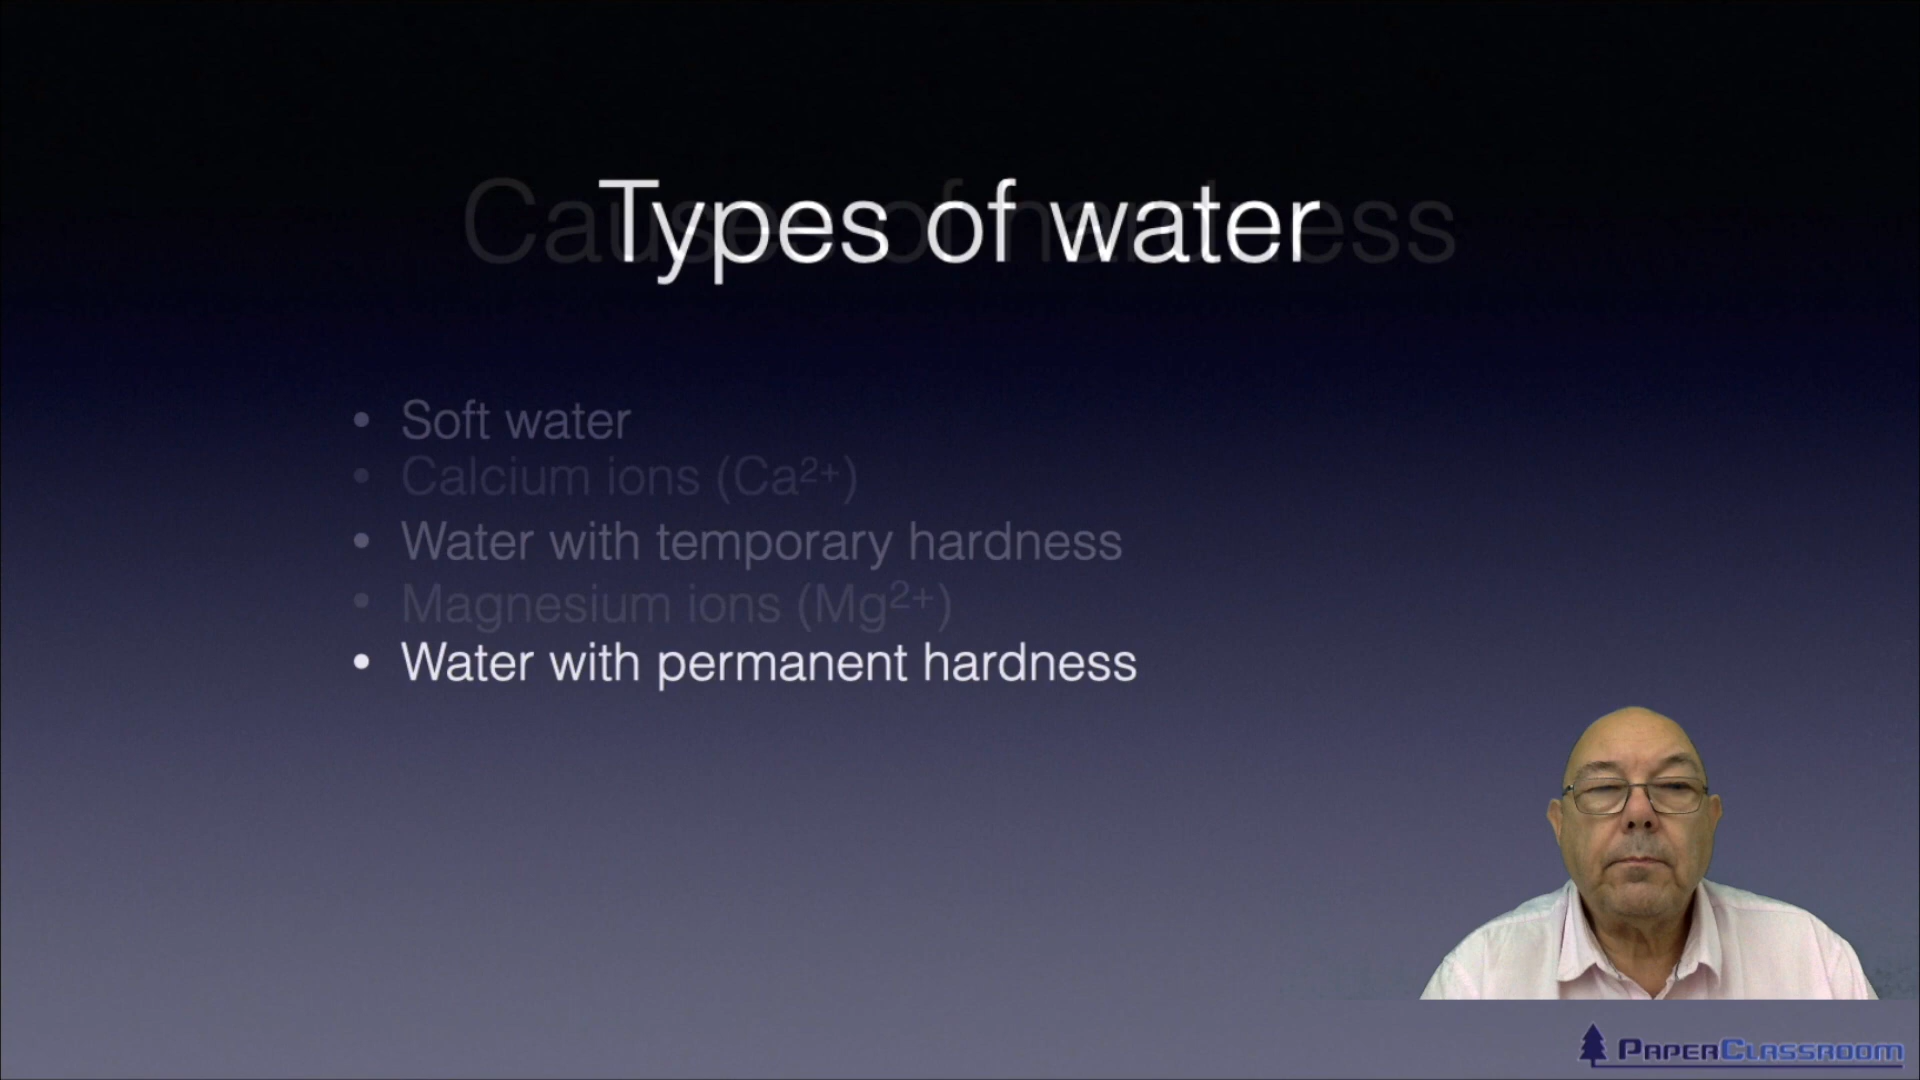 Types of water
Causes of hardness
• Soft water
• Calcium ions (Ca²⁺)
• Water with temporary hardness
• Magnesium ions (Mg²⁺)
• Water with permanent hardness
PAPERCLASSROOM